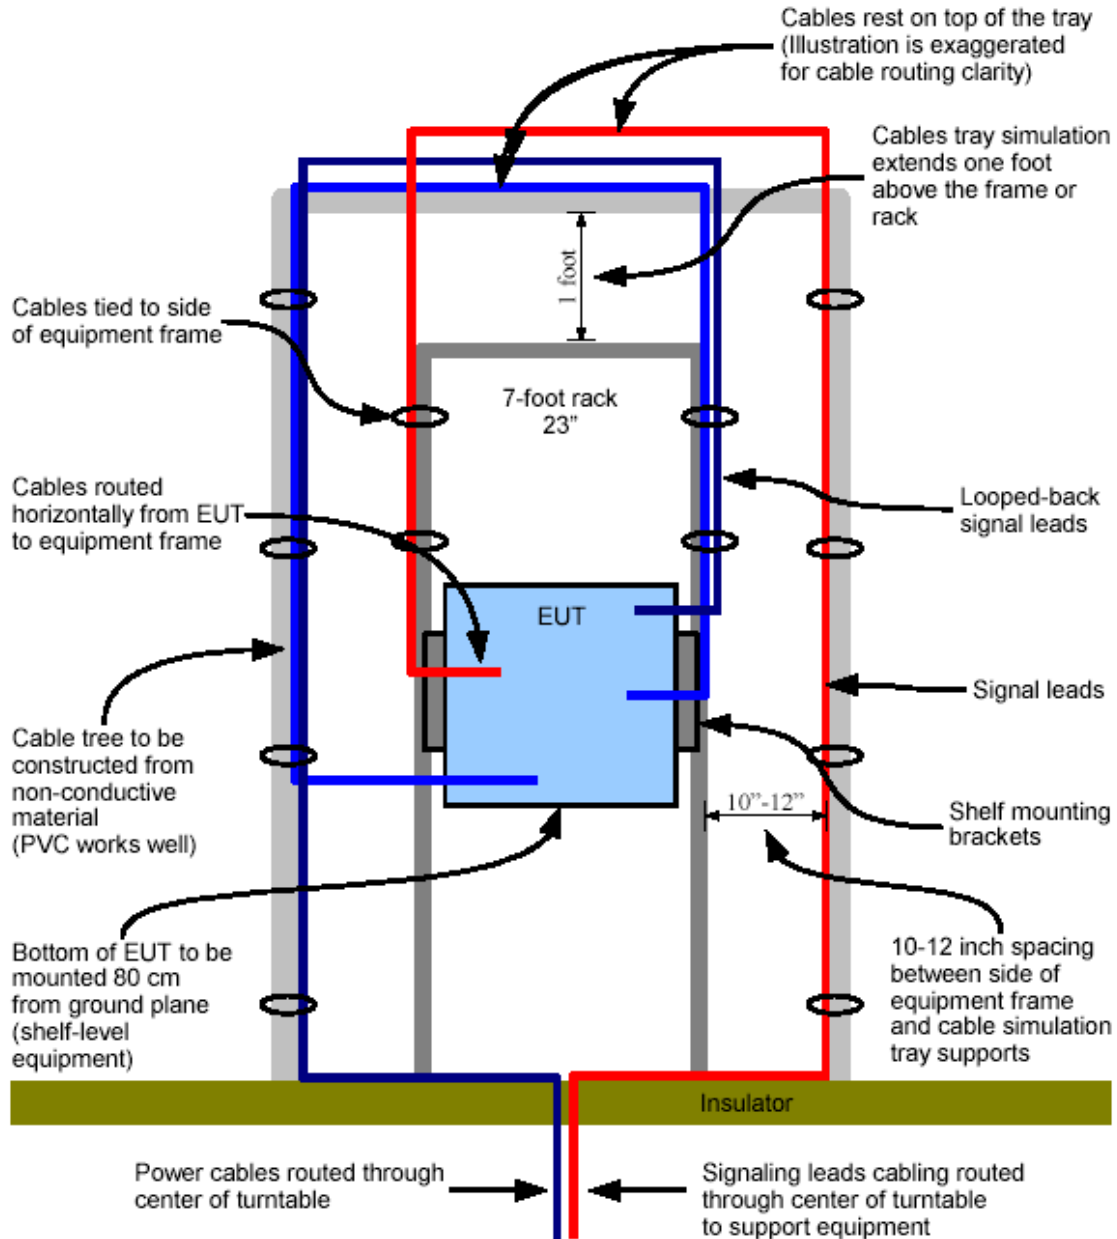 Cables rest on top of the tray
(Illustration is exaggerated
for cable routing clarity)
Cables tray simulation
extends one foot
above the frame or
rack
1 foot
Cables tied to side
of equipment frame
7-foot rack
23”
Cables routed
horizontally from EUT
to equipment frame
Looped-back
signal leads
EUT
Signal leads
Cable tree to be
constructed from
non-conductive
material
(PVC works well)
10”-12”
Shelf mounting
brackets
Bottom of EUT to be
mounted 80 cm
from ground plane
(shelf-level
equipment)
10-12 inch spacing
between side of
equipment frame
and cable simulation
tray supports
Insulator
Power cables routed through
center of turntable
Signaling leads cabling routed
through center of turntable
to support equipment